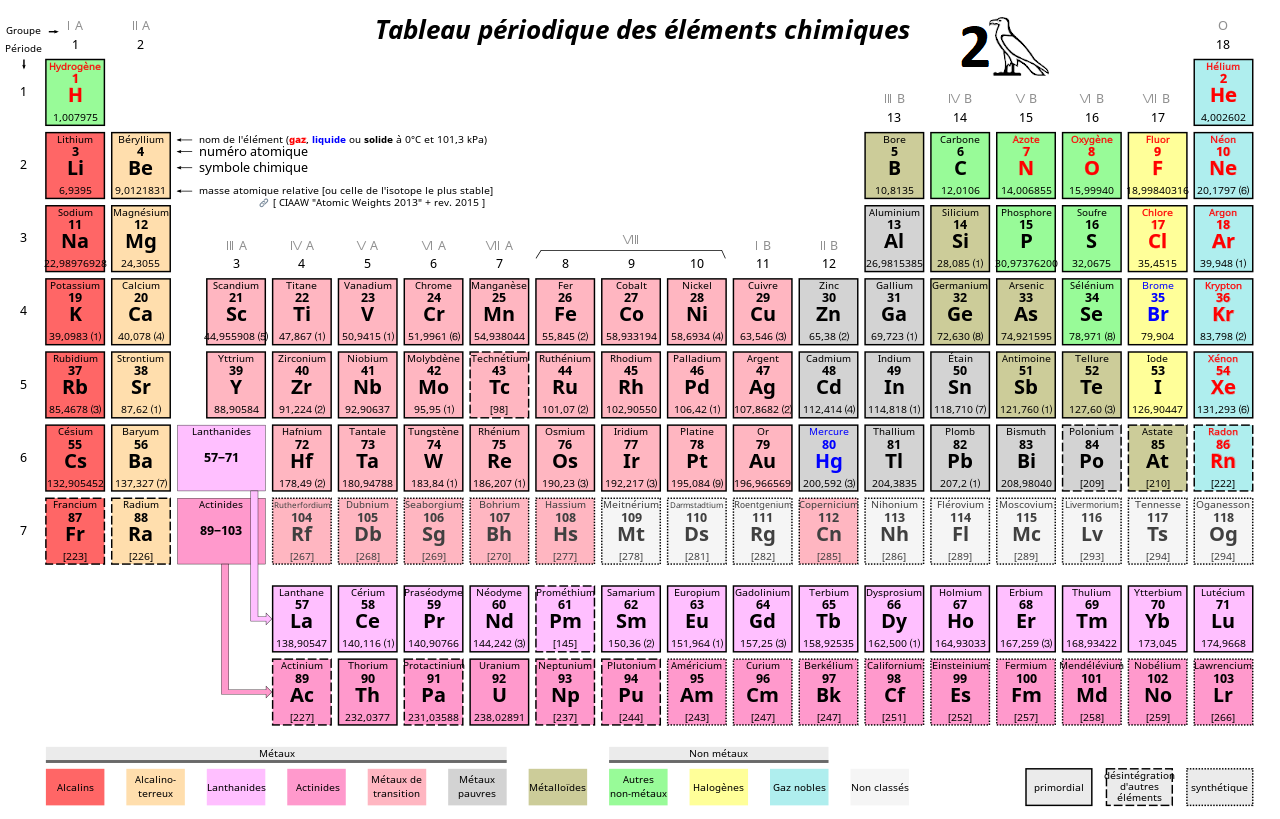 Tableau périodique des éléments chimiques
2
Groupe I A II A O
1 2 18
Période
1 Hydrogène Hélium
1 2
H He
1,007975 4,002602
III B IV B V B VI B VII B
13 14 15 16 17
2 Lithium Béryllium Bore Carbone Azote Oxygène Fluor Néon
3 4 5 6 7 8 9 10
Li Be B C N O F Ne
6,9395 9,0121831 10,8135 12,0106 14,006855 15,99940 18,99840316 20,1797 (6)
nom de l'élément (gaz, liquide ou solide à 0°C et 101,3 kPa)
numéro atomique
symbole chimique
masse atomique relative [ou celle de l'isotope le plus stable]
[ CIAAW "Atomic Weights 2013" + rev. 2015 ]
3 Sodium Magnésium Aluminium Silicium Phosphore Soufre Chlore Argon
11 12 13 14 15 16 17 18
Na Mg Al Si P S Cl Ar
22,98976928 24,3055 26,9815385 28,085 (1) 30,97376200 32,0675 35,4515 39,948 (1)
III A IV A V A VI A VII A VIII I B II B
3 4 5 6 7 8 9 10 11 12
4 Potassium Calcium Scandium Titane Vanadium Chrome Manganèse Fer Cobalt Nickel Cuivre Zinc Gallium Germanium Arsenic Sélénium Brome Krypton
19 20 21 22 23 24 25 26 27 28 29 30 31 32 33 34 35 36
K Ca Sc Ti V Cr Mn Fe Co Ni Cu Zn Ga Ge As Se Br Kr
39,0983 (1) 40,078 (4) 44,955908 (5) 47,867 (1) 50,9415 (1) 51,9961 (6) 54,938044 55,845 (2) 58,933194 58,6934 (4) 63,546 (3) 65,38 (2) 69,723 (1) 72,630 (8) 74,921595 78,971 (8) 79,904 83,798 (2)
5 Rubidium Strontium Yttrium Zirconium Niobium Molybdène Technétium Ruthénium Rhodium Palladium Argent Cadmium Indium Étain Antimoine Tellure Iode Xénon
37 38 39 40 41 42 43 44 45 46 47 48 49 50 51 52 53 54
Rb Sr Y Zr Nb Mo Tc Ru Rh Pd Ag Cd In Sn Sb Te I Xe
85,4678 (3) 87,62 (1) 88,90584 91,224 (2) 92,90637 95,95 (1) [98] 101,07 (2) 102,90550 106,42 (1) 107,8682 (2) 112,414 (4) 114,818 (1) 118,710 (7) 121,760 (1) 127,60 (3) 126,90447 131,293 (6)
6 Césium Baryum Lanthanides Hafnium Tantale Tungstène Rhénium Osmium Iridium Platine Or Mercure Thallium Plomb Bismuth Polonium Astate Radon
55 56 57–71 72 73 74 75 76 77 78 79 80 81 82 83 84 85 86
Cs Ba Hf Ta W Re Os Ir Pt Au Hg Tl Pb Bi Po At Rn
132,905452 137,327 (7) 178,49 (2) 180,94788 183,84 (1) 186,207 (1) 190,23 (3) 192,217 (3) 195,084 (9) 196,966569 200,592 (3) 204,3835 207,2 (1) 208,98040 [209] [210] [222]
7 Francium Radium Actinides Rutherfordium Dubnium Seaborgium Bohrium Hassium Meitnérium Darmstadtium Roentgenium Copernicium Nihonium Flérovium Moscovium Livermorium Tennesse Oganesson
87 88 89–103 104 105 106 107 108 109 110 111 112 113 114 115 116 117 118
Fr Ra Rf Db Sg Bh Hs Mt Ds Rg Cn Nh Fl Mc Lv Ts Og
[223] [226] [267] [268] [269] [270] [277] [278] [281] [282] [285] [286] [289] [289] [293] [294] [294]
Lanthane Cérium Praséodyme Néodyme Prométhium Samarium Europium Gadolinium Terbium Dysprosium Holmium Erbium Thulium Ytterbium Lutécium
57 58 59 60 61 62 63 64 65 66 67 68 69 70 71
La Ce Pr Nd Pm Sm Eu Gd Tb Dy Ho Er Tm Yb Lu
138,90547 140,116 (1) 140,90766 144,242 (3) [145] 150,36 (2) 151,964 (1) 157,25 (3) 158,92535 162,500 (1) 164,93033 167,259 (3) 168,93422 173,045 174,9668
Actinium Thorium Protactinium Uranium Neptunium Plutonium Américium Curium Berkélium Californium Einsteinium Fermium Mendélévium Nobélium Lawrencium
89 90 91 92 93 94 95 96 97 98 99 100 101 102 103
Ac Th Pa U Np Pu Am Cm Bk Cf Es Fm Md No Lr
[227] 232,0377 231,03588 238,02891 [237] [244] [243] [247] [247] [251] [252] [257] [258] [259] [266]
Métaux Non métaux
Alcalins
Alcalino-
terreux
Lanthanides
Actinides
Métaux de
transition
Métaux
pauvres
Métalloïdes
Autres
non-métaux
Halogènes
Gaz nobles
Non classés
primordial
désintégration
d'autres
éléments
synthétique